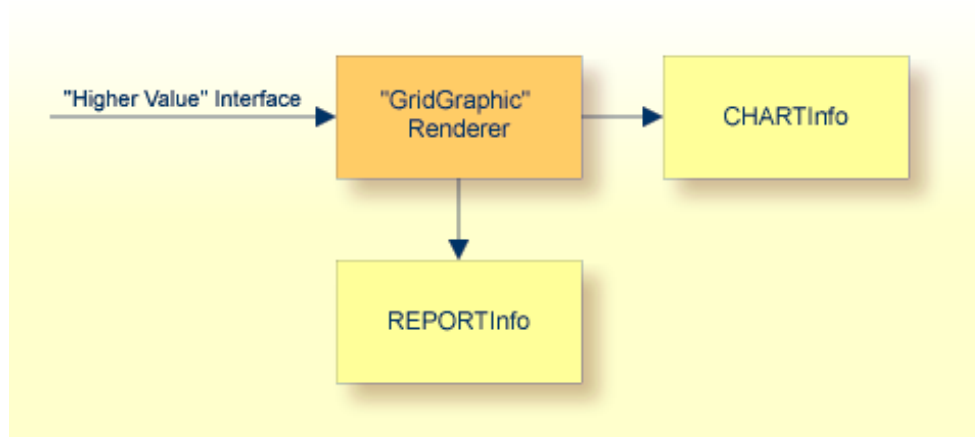 "Higher Value" Interface
"GridGraphic"
Renderer
CHARTInfo
REPORTInfo